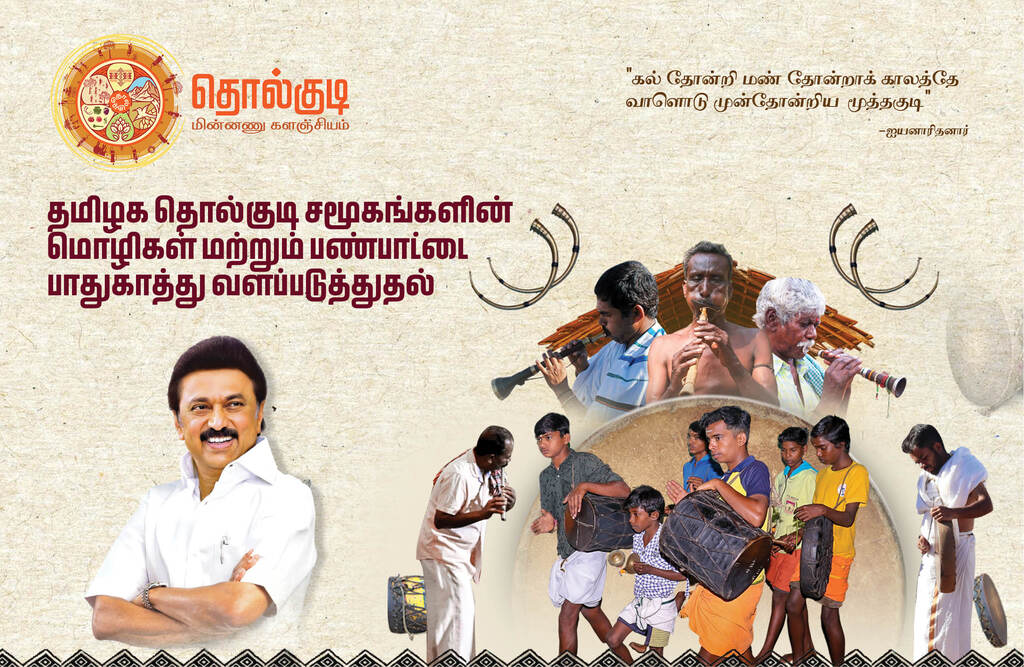 தொல்குடி
மின்னணு களஞ்சியம்
"கல் தோன்றி மண் தோன்றாக் காலத்தே
வாளொடு முன்தோன்றிய மூத்தகுடி"
-ஐயனாரிதனார்
தமிழக தொல்குடி சமூகங்களின்
மொழிகள் மற்றும் பண்பாட்டை
பாதுகாத்து வளப்படுத்துதல்